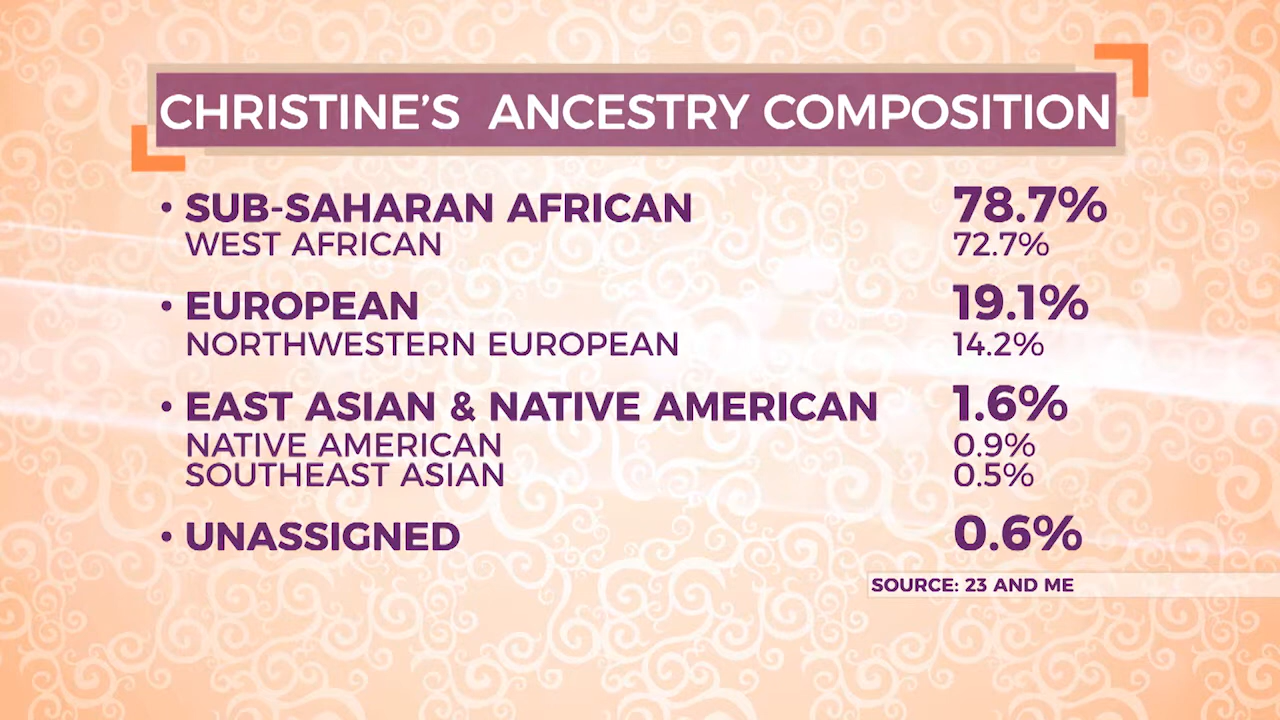 CHRISTINE'S ANCESTRY COMPOSITION
• SUB-SAHARAN AFRICAN 78.7%
WEST AFRICAN 72.7%
• EUROPEAN 19.1%
NORTHWESTERN EUROPEAN 14.2%
• EAST ASIAN & NATIVE AMERICAN 1.6%
NATIVE AMERICAN 0.9%
SOUTHEAST ASIAN 0.5%
• UNASSIGNED 0.6%
SOURCE: 23 AND ME